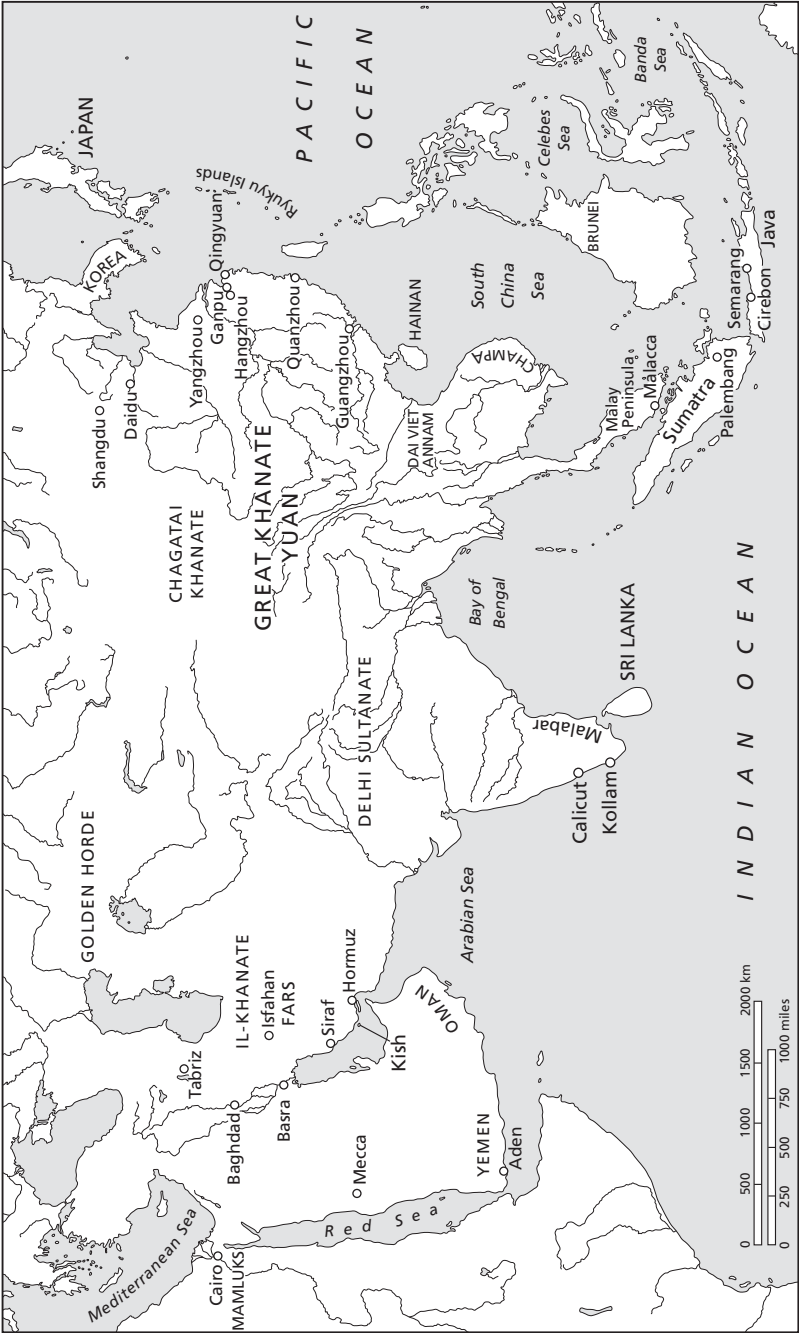 Mediterranean Sea
Cairo
MAMLUKS
Red Sea
Mecca
YEMEN
Aden
OMAN
Baghdad
Basra
Tabriz
IL-KHANATE
Isfahan
FARS
Siraf
Hormuz
Kish
Arabian Sea
GOLDEN HORDE
CHAGATAI
KHANATE
GREAT KHANATE
YUAN
DELHI SULTANATE
Malabar
Calicut
Kollam
SRI LANKA
Bay of
Bengal
INDIAN OCEAN
Shangdu
Daidu
Yangzhou
Ganpu
Hangzhou
Qingyuan
Quanzhou
Guangzhou
KOREA
JAPAN
Ryukyu Islands
PACIFIC
OCEAN
HAINAN
DAI VIET
ANNAM
CHAMPA
South
China
Sea
Malay
Peninsula
Malacca
Sumatra
Palembang
Semarang
Cirebon
Java
BRUNEI
Celebes
Sea
Banda
Sea
0 500 1000 1500 2000 km
0 250 500 750 1000 miles